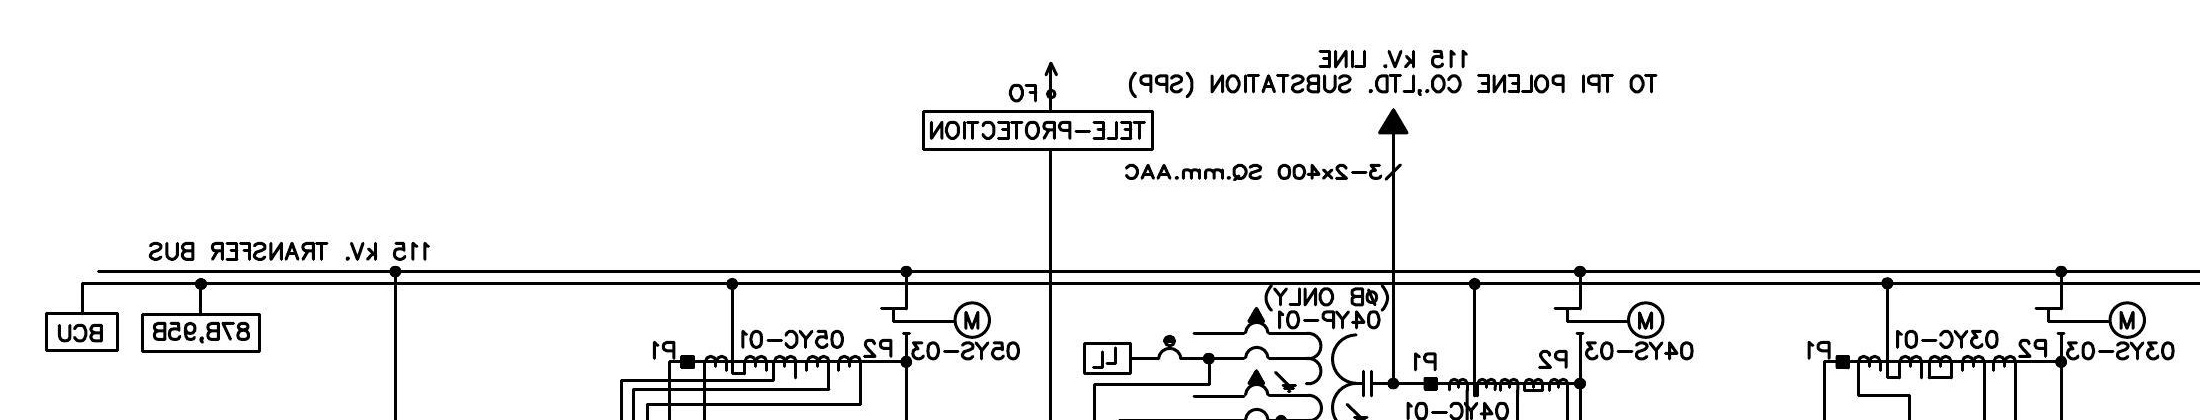 115 kV. LINE
TO TPI POLENE CO.,LTD. SUBSTATION (SPP)
FO
TELE-PROTECTION
3-2x400 SQ.mm.AAC
115 kV. TRANSFER BUS
(øB ONLY)
04YP-01
BCU
87B,95B
M
M
M
05YC-01
P1
P2
05YS-03
LL
P1
P2
04YS-03
04YC-01
03YC-01
P1
P2
03YS-03